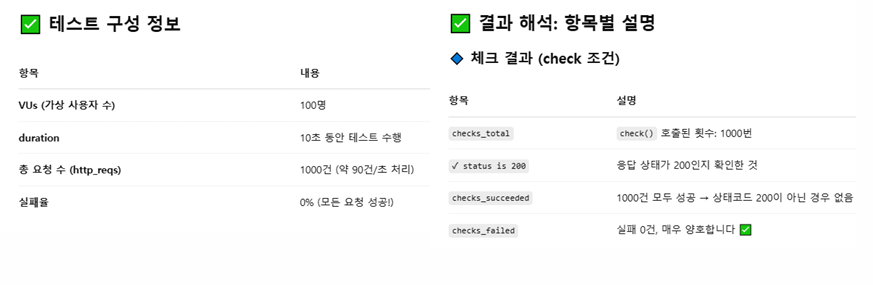 ✅ 테스트 구성 정보
항목 내용
VUs (가상 사용자 수) 100명
duration 10초 동안 테스트 수행
총 요청 수 (http_reqs) 1000건 (약 90건/초 처리)
실패율 0% (모든 요청 성공!)
✅ 결과 해석: 항목별 설명
🔷 체크 결과 (check 조건)
항목 설명
checks_total check() 호출된 횟수: 1000번
✓ status is 200 응답 상태가 200인지 확인한 것
checks_succeeded 1000건 모두 성공 → 상태코드 200이 아닌 경우 없음
checks_failed 실패 0건, 매우 양호합니다 ✅